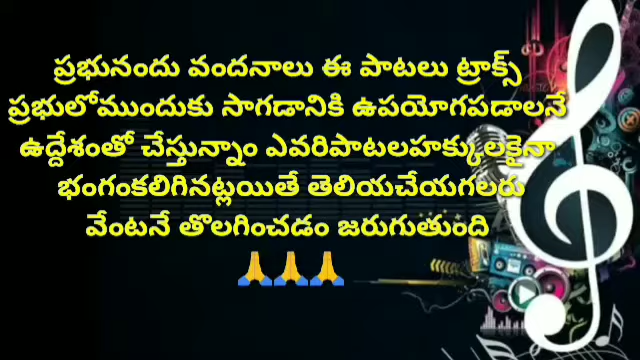 ప్రభునందు వందనాలు ఈ పాటలు ట్రాక్స్
ప్రభులోముందుకు సాగడానికి ఉపయోగపడాలనే
ఉద్దేశంతో చేస్తున్నాం ఎవరిపాటలహక్కులకైనా
భంగంకలిగినట్లయితే తెలియచేయగలరు
వేంటనే తొలగించడం జరుగుతుంది
🙏🙏🙏